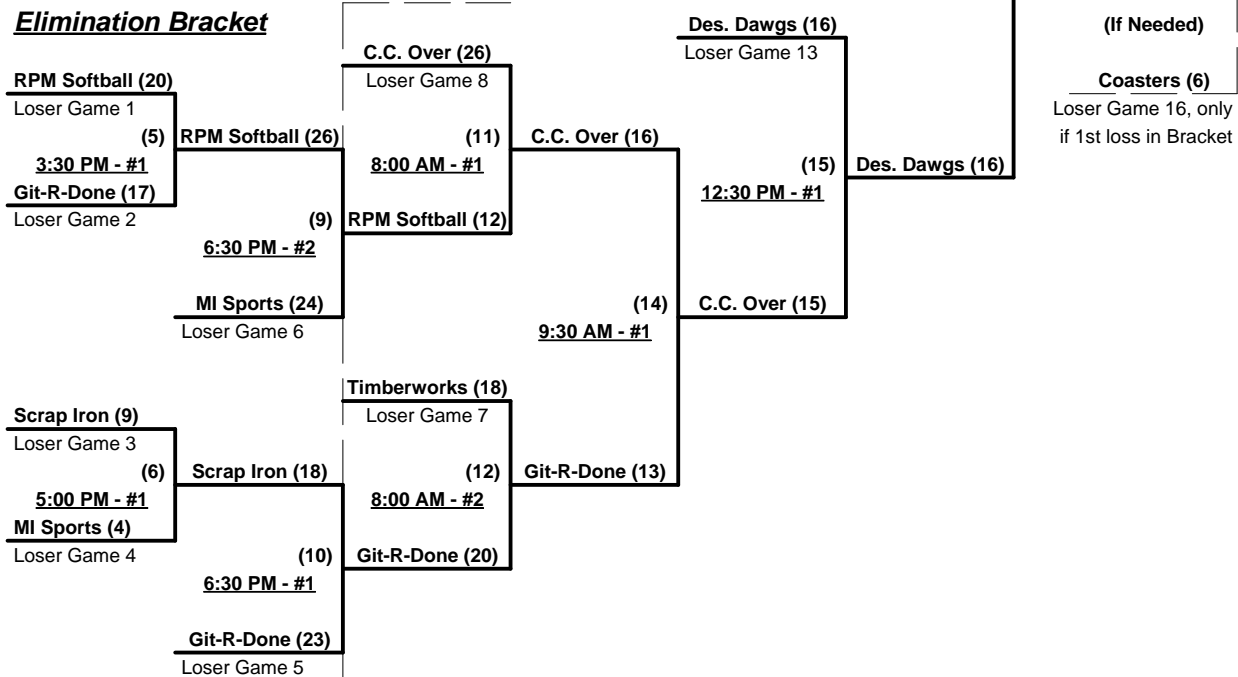 Elimination Bracket
Des. Dawgs (16)
(If Needed)
C.C. Over (26)
Loser Game 13
RPM Softball (20)
Loser Game 8
Coasters (6)
Loser Game 1
Loser Game 16, only
(5)
RPM Softball (26)
(11)
C.C. Over (16)
if 1st loss in Bracket
3:30 PM - #1
8:00 AM - #1
(15)
Des. Dawgs (16)
Git-R-Done (17)
12:30 PM - #1
Loser Game 2
(9)
RPM Softball (12)
6:30 PM - #2
MI Sports (24)
(14)
C.C. Over (15)
Loser Game 6
9:30 AM - #1
Timberworks (18)
Scrap Iron (9)
Loser Game 7
Loser Game 3
(6)
Scrap Iron (18)
(12)
Git-R-Done (13)
5:00 PM - #1
8:00 AM - #2
MI Sports (4)
Loser Game 4
(10)
Git-R-Done (20)
6:30 PM - #1
Git-R-Done (23)
Loser Game 5